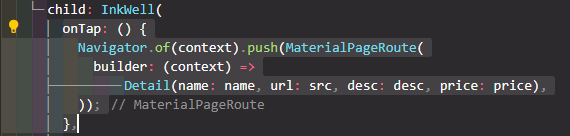 child: InkWell(
onTap: () {
Navigator.of(context).push(MaterialPageRoute(
builder: (context) =>
Detail(name: name, url: src, desc: desc, price: price),
)); // MaterialPageRoute
},